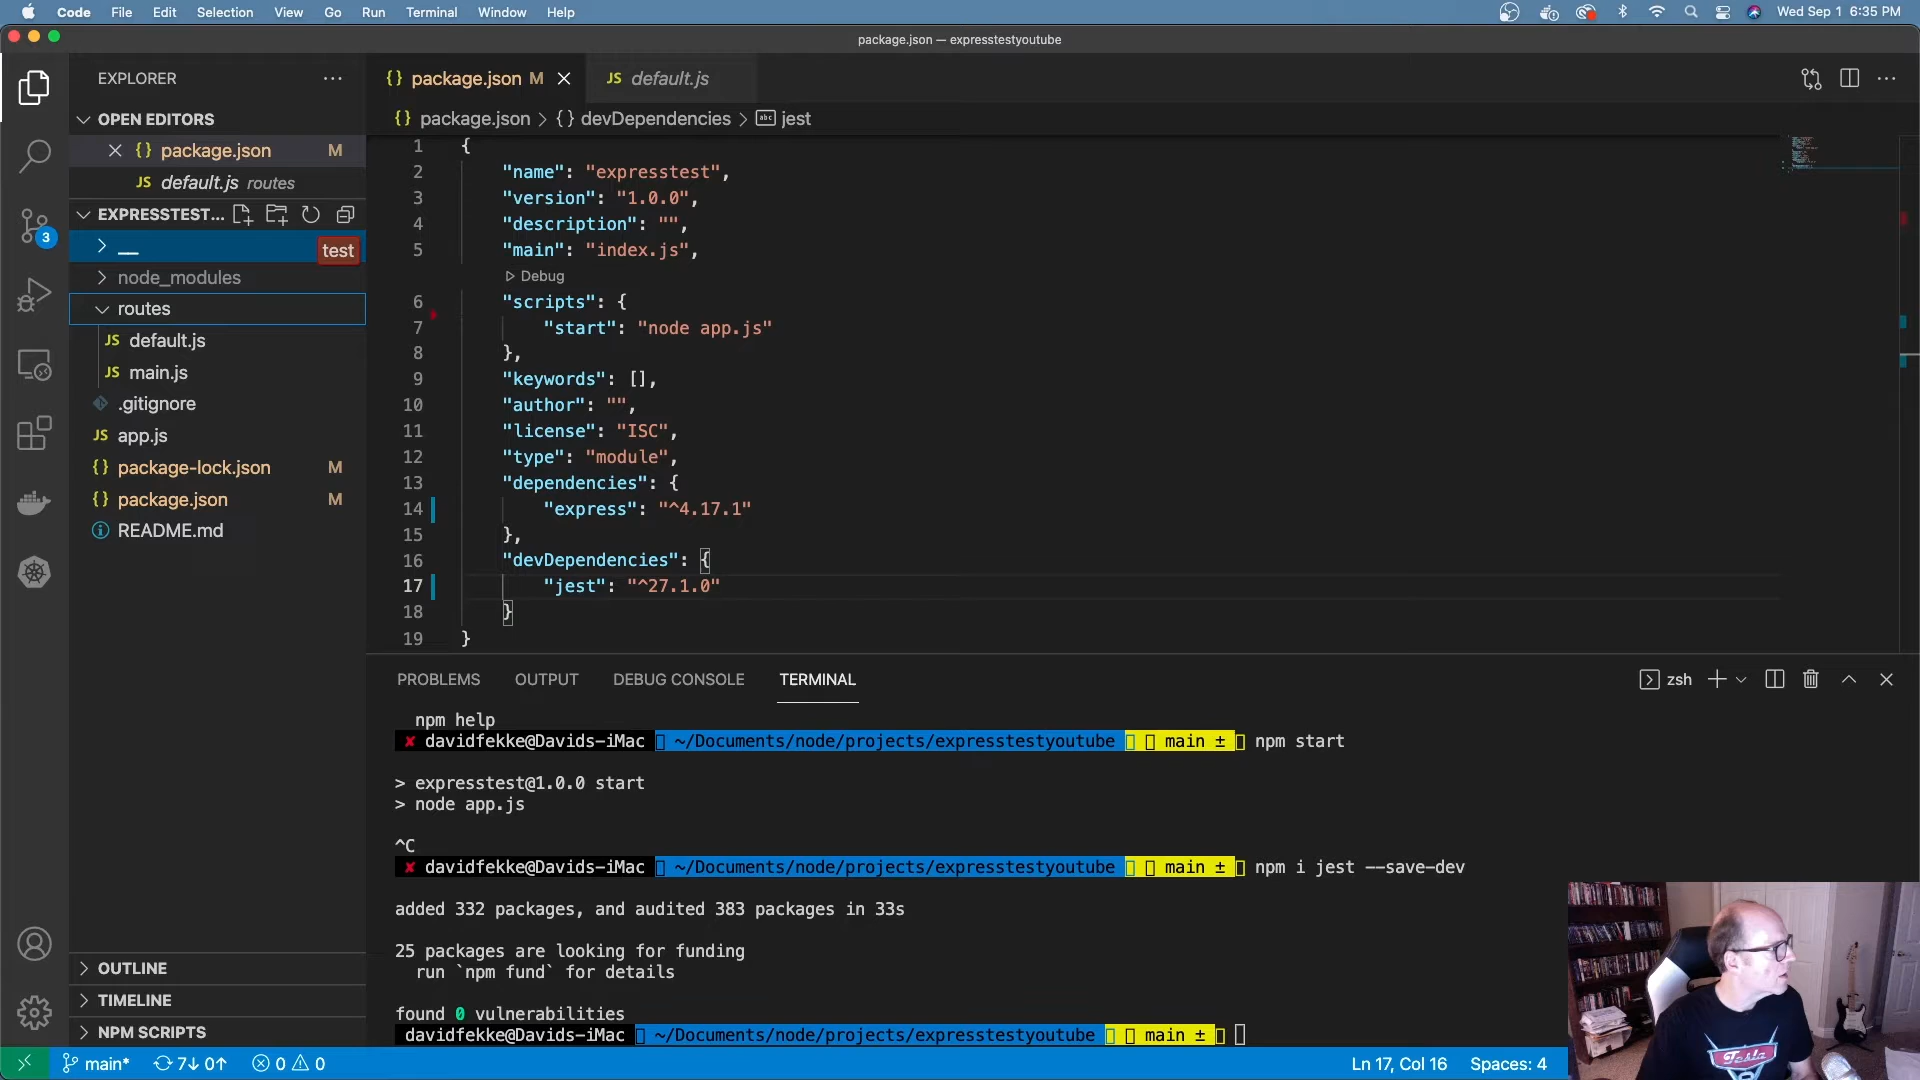 Code File Edit Selection View Go Run Terminal Window Help
Wed Sep 1 6:35 PM
package.json — expresstestyoutube
EXPLORER
OPEN EDITORS
{} package.json M
JS default.js routes
EXPRESSTEST...
__
test
node_modules
routes
JS default.js
JS main.js
.gitignore
JS app.js
{} package-lock.json M
{} package.json M
README.md
3
OUTLINE
TIMELINE
NPM SCRIPTS
{} package.json M
JS default.js
{} package.json > {} devDependencies > abc jest
1 {
2 "name": "expresstest",
3 "version": "1.0.0",
4 "description": "",
5 "main": "index.js",
Debug
6 "scripts": {
7 "start": "node app.js"
8 },
9 "keywords": [],
10 "author": "",
11 "license": "ISC",
12 "type": "module",
13 "dependencies": {
14 "express": "^4.17.1"
15 },
16 "devDependencies": {
17 "jest": "^27.1.0"
18 }
19 }
PROBLEMS OUTPUT DEBUG CONSOLE TERMINAL
zsh
npm help
✘ davidfekke@Davids-iMac ~/Documents/node/projects/expresstestyoutube main ± npm start
> expresstest@1.0.0 start
> node app.js
^C
✘ davidfekke@Davids-iMac ~/Documents/node/projects/expresstestyoutube main ± npm i jest --save-dev
added 332 packages, and audited 383 packages in 33s
25 packages are looking for funding
run `npm fund` for details
found 0 vulnerabilities
davidfekke@Davids-iMac ~/Documents/node/projects/expresstestyoutube main ±
main* 7↓ 0↑ 0 0
Ln 17, Col 16 Spaces: 4
Tesla